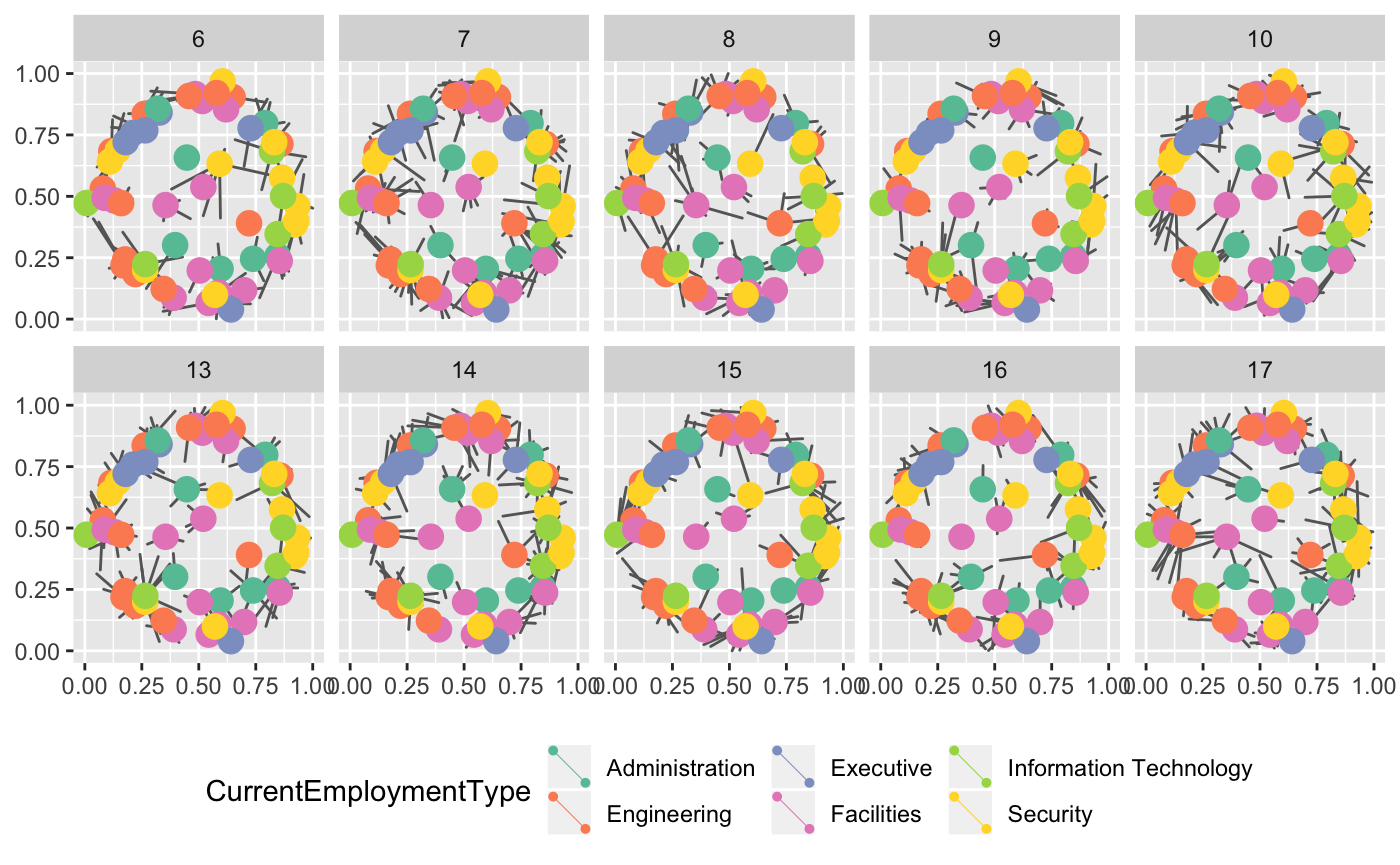 6 7 8 9 10
1.00
0.75
0.50
0.25
0.00
13 14 15 16 17
1.00
0.75
0.50
0.25
0.00
0.00 0.25 0.50 0.75 1.00 0.00 0.25 0.50 0.75 1.00 0.00 0.25 0.50 0.75 1.00 0.00 0.25 0.50 0.75 1.00 0.00 0.25 0.50 0.75 1.00
CurrentEmploymentType
Administration Executive Information Technology
Engineering Facilities Security